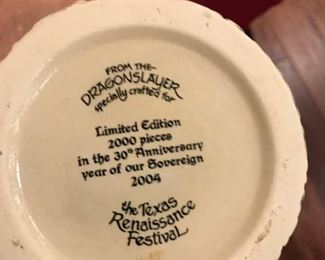 FROM THE
DRAGONSLAYER
specially crafted for
Limited Edition
2000 pieces
in the 30th Anniversary
year of our Sovereign
2004
the Texas
Renaissance
Festival